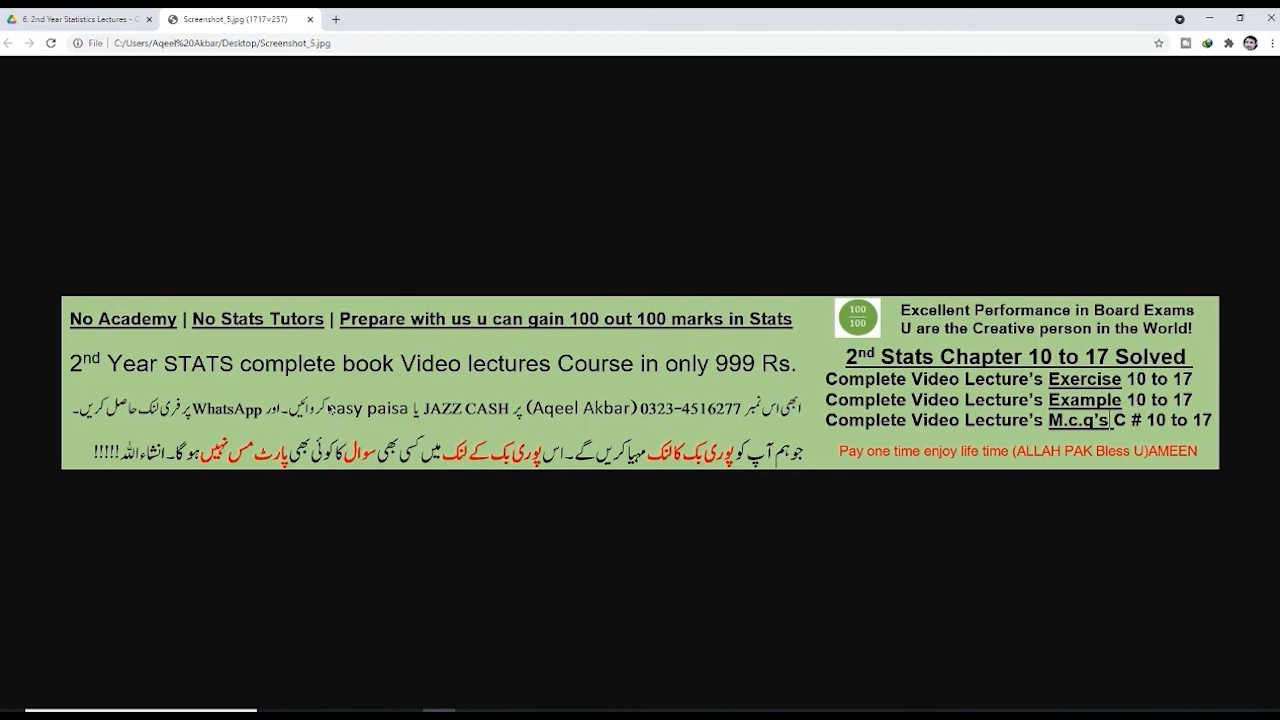 6. 2nd Year Statistics Lectures - C
Screenshot_5.jpg (1717×257)
File | C:/Users/Aqeel%20Akbar/Desktop/Screenshot_5.jpg
No Academy | No Stats Tutors | Prepare with us u can gain 100 out 100 marks in Stats
2nd Year STATS complete book Video lectures Course in only 999 Rs.
ابھی اس نمبر 0323-4516277 (Aqeel Akbar) پر JAZZ CASH یا easy paisa کروائیں۔ اور WhatsApp پر فری لنک حاصل کریں۔
جو ہم آپ کو پوری بک کا لنک مہیا کریں گے۔ اس پوری بک کے لنک میں کسی بھی سوال کا کوئی بھی پارٹ مس نہیں ہو گا۔ انشاءاللہ!!!!!
100
100
Excellent Performance in Board Exams
U are the Creative person in the World!
2nd Stats Chapter 10 to 17 Solved
Complete Video Lecture's Exercise 10 to 17
Complete Video Lecture's Example 10 to 17
Complete Video Lecture's M.c.q's C # 10 to 17
Pay one time enjoy life time (ALLAH PAK Bless U)AMEEN